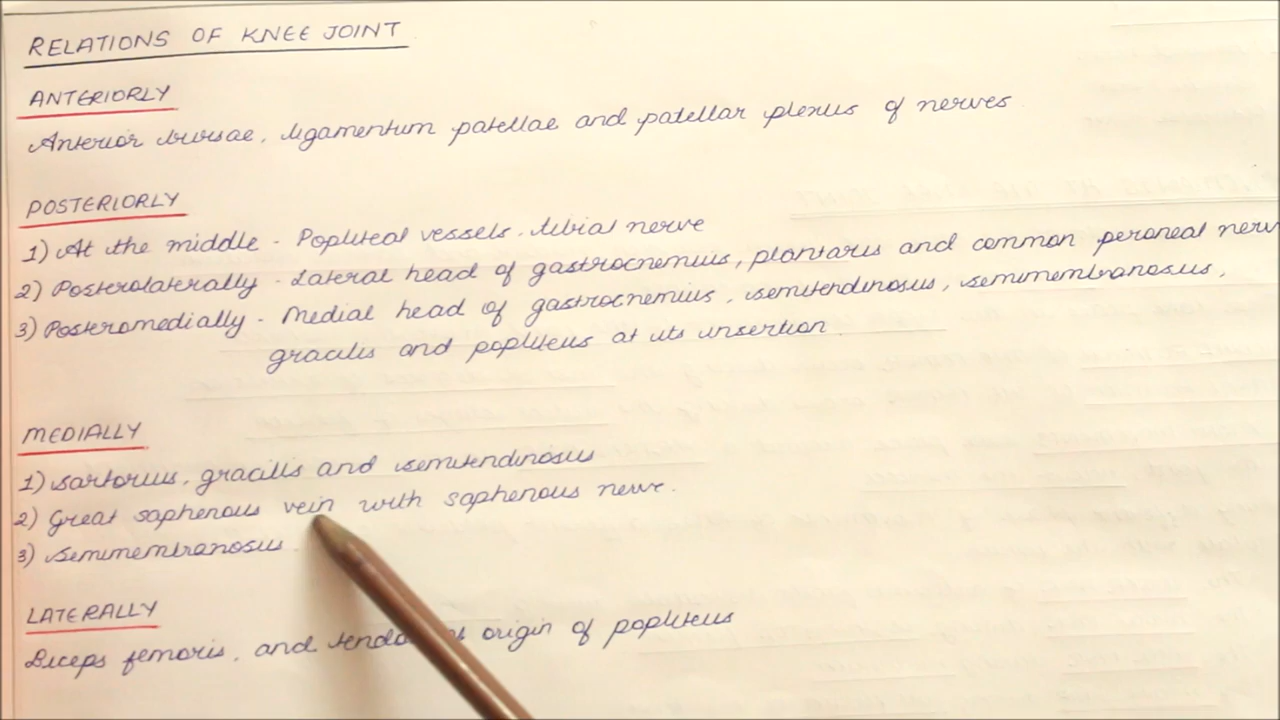 RELATIONS OF KNEE JOINT
ANTERIORLY
Anterior bursae, ligamentum patellae and patellar plexus of nerves
POSTERIORLY
1) At the middle - Popliteal vessels, tibial nerve
2) Posterolaterally - Lateral head of gastrocnemius, plantaris and common peroneal nerv
3) Posteromedially - Medial head of gastrocnemius, semitendinosus, semimembranosus,
gracilis and popliteus at its insertion.
MEDIALLY
1) Sartorius, gracilis and semitendinosus
2) Great saphenous vein with saphenous nerve.
3) Semimembranosus.
LATERALLY
Biceps femoris, and origin of popliteus